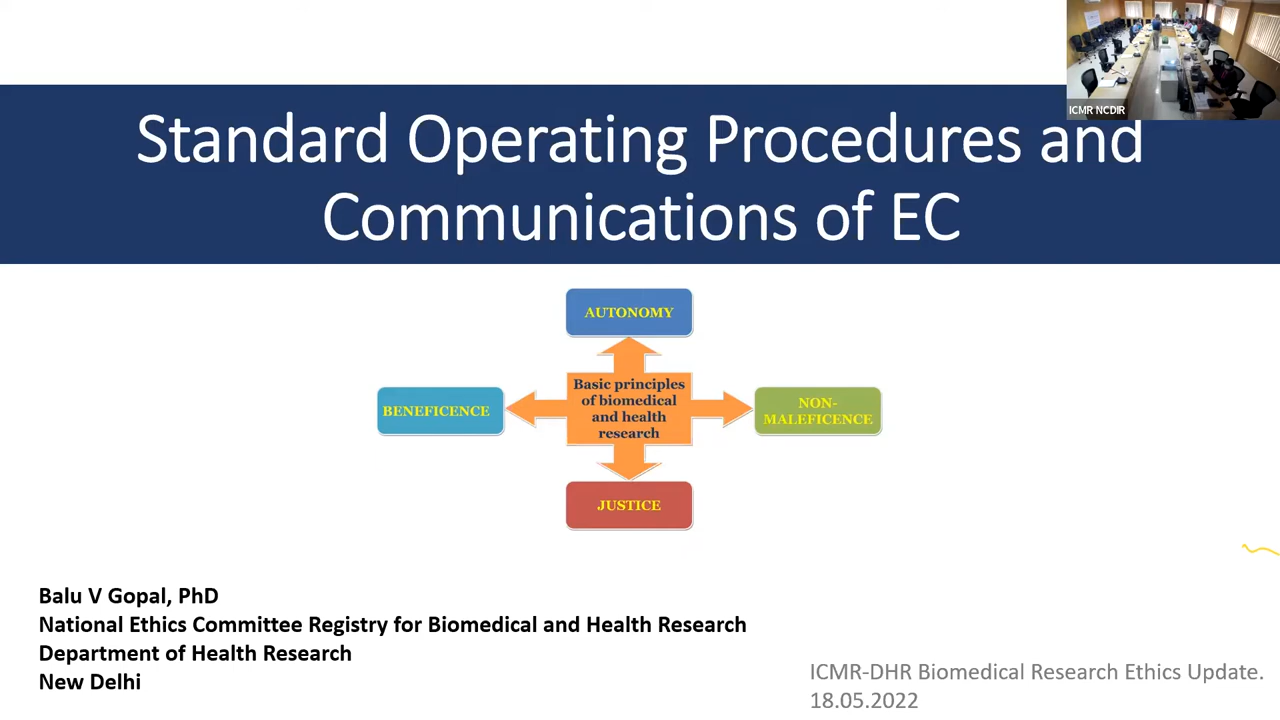 ICMR NCDIR
Standard Operating Procedures and
Communications of EC
AUTONOMY
BENEFICENCE
Basic principles
of biomedical
and health
research
NON-
MALEFICENCE
JUSTICE
Balu V Gopal, PhD
National Ethics Committee Registry for Biomedical and Health Research
Department of Health Research
New Delhi
ICMR-DHR Biomedical Research Ethics Update.
18.05.2022